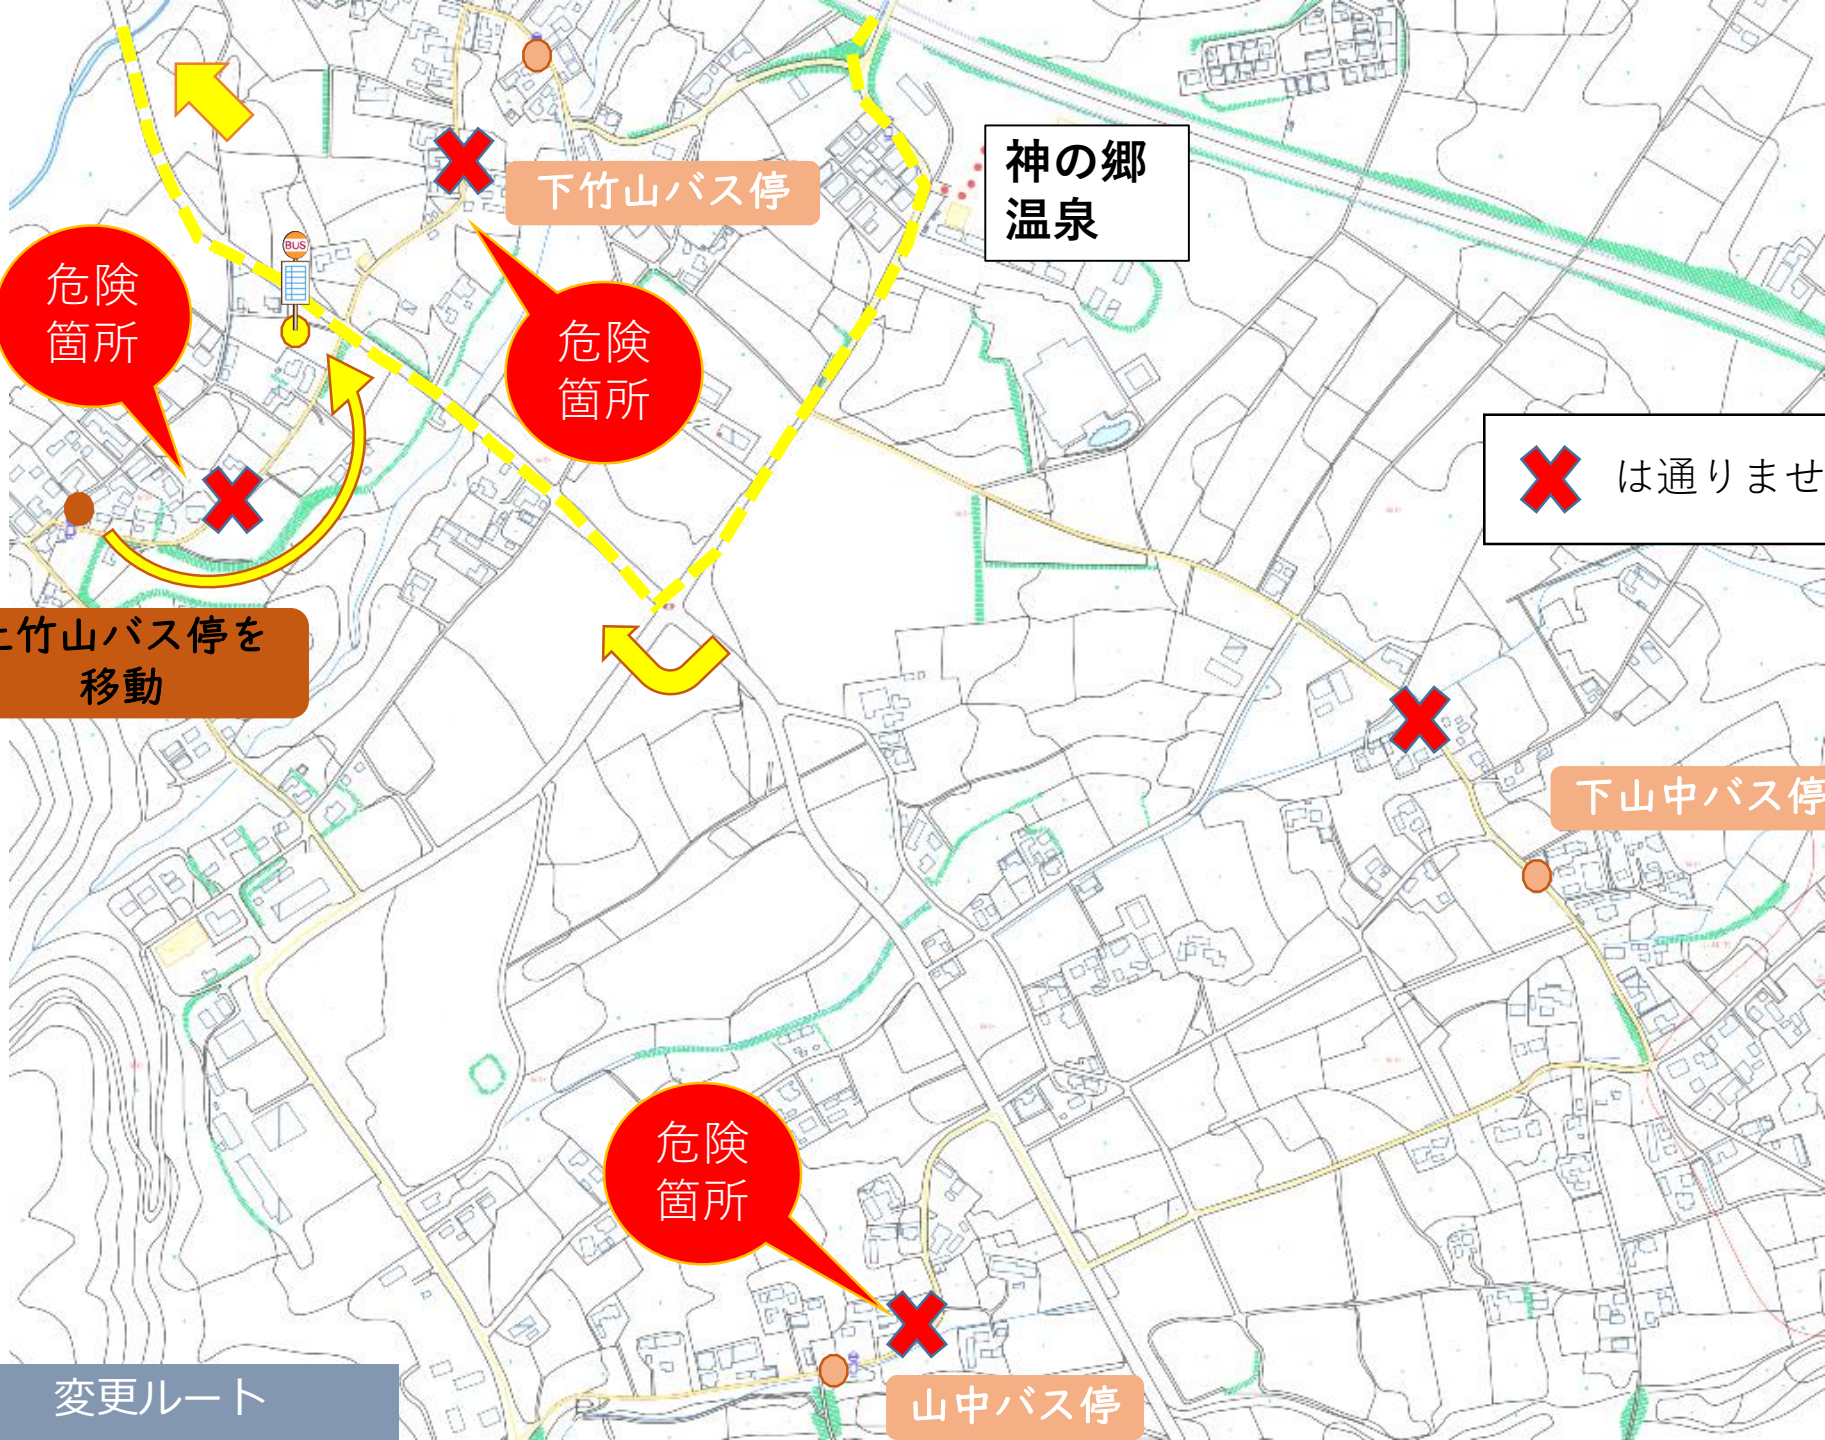 神の郷
温泉
下竹山バス停
BUS
危険
箇所
危険
箇所
は通りませ
上竹山バス停を
移動
下山中バス停
危険
箇所
変更ルート
山中バス停